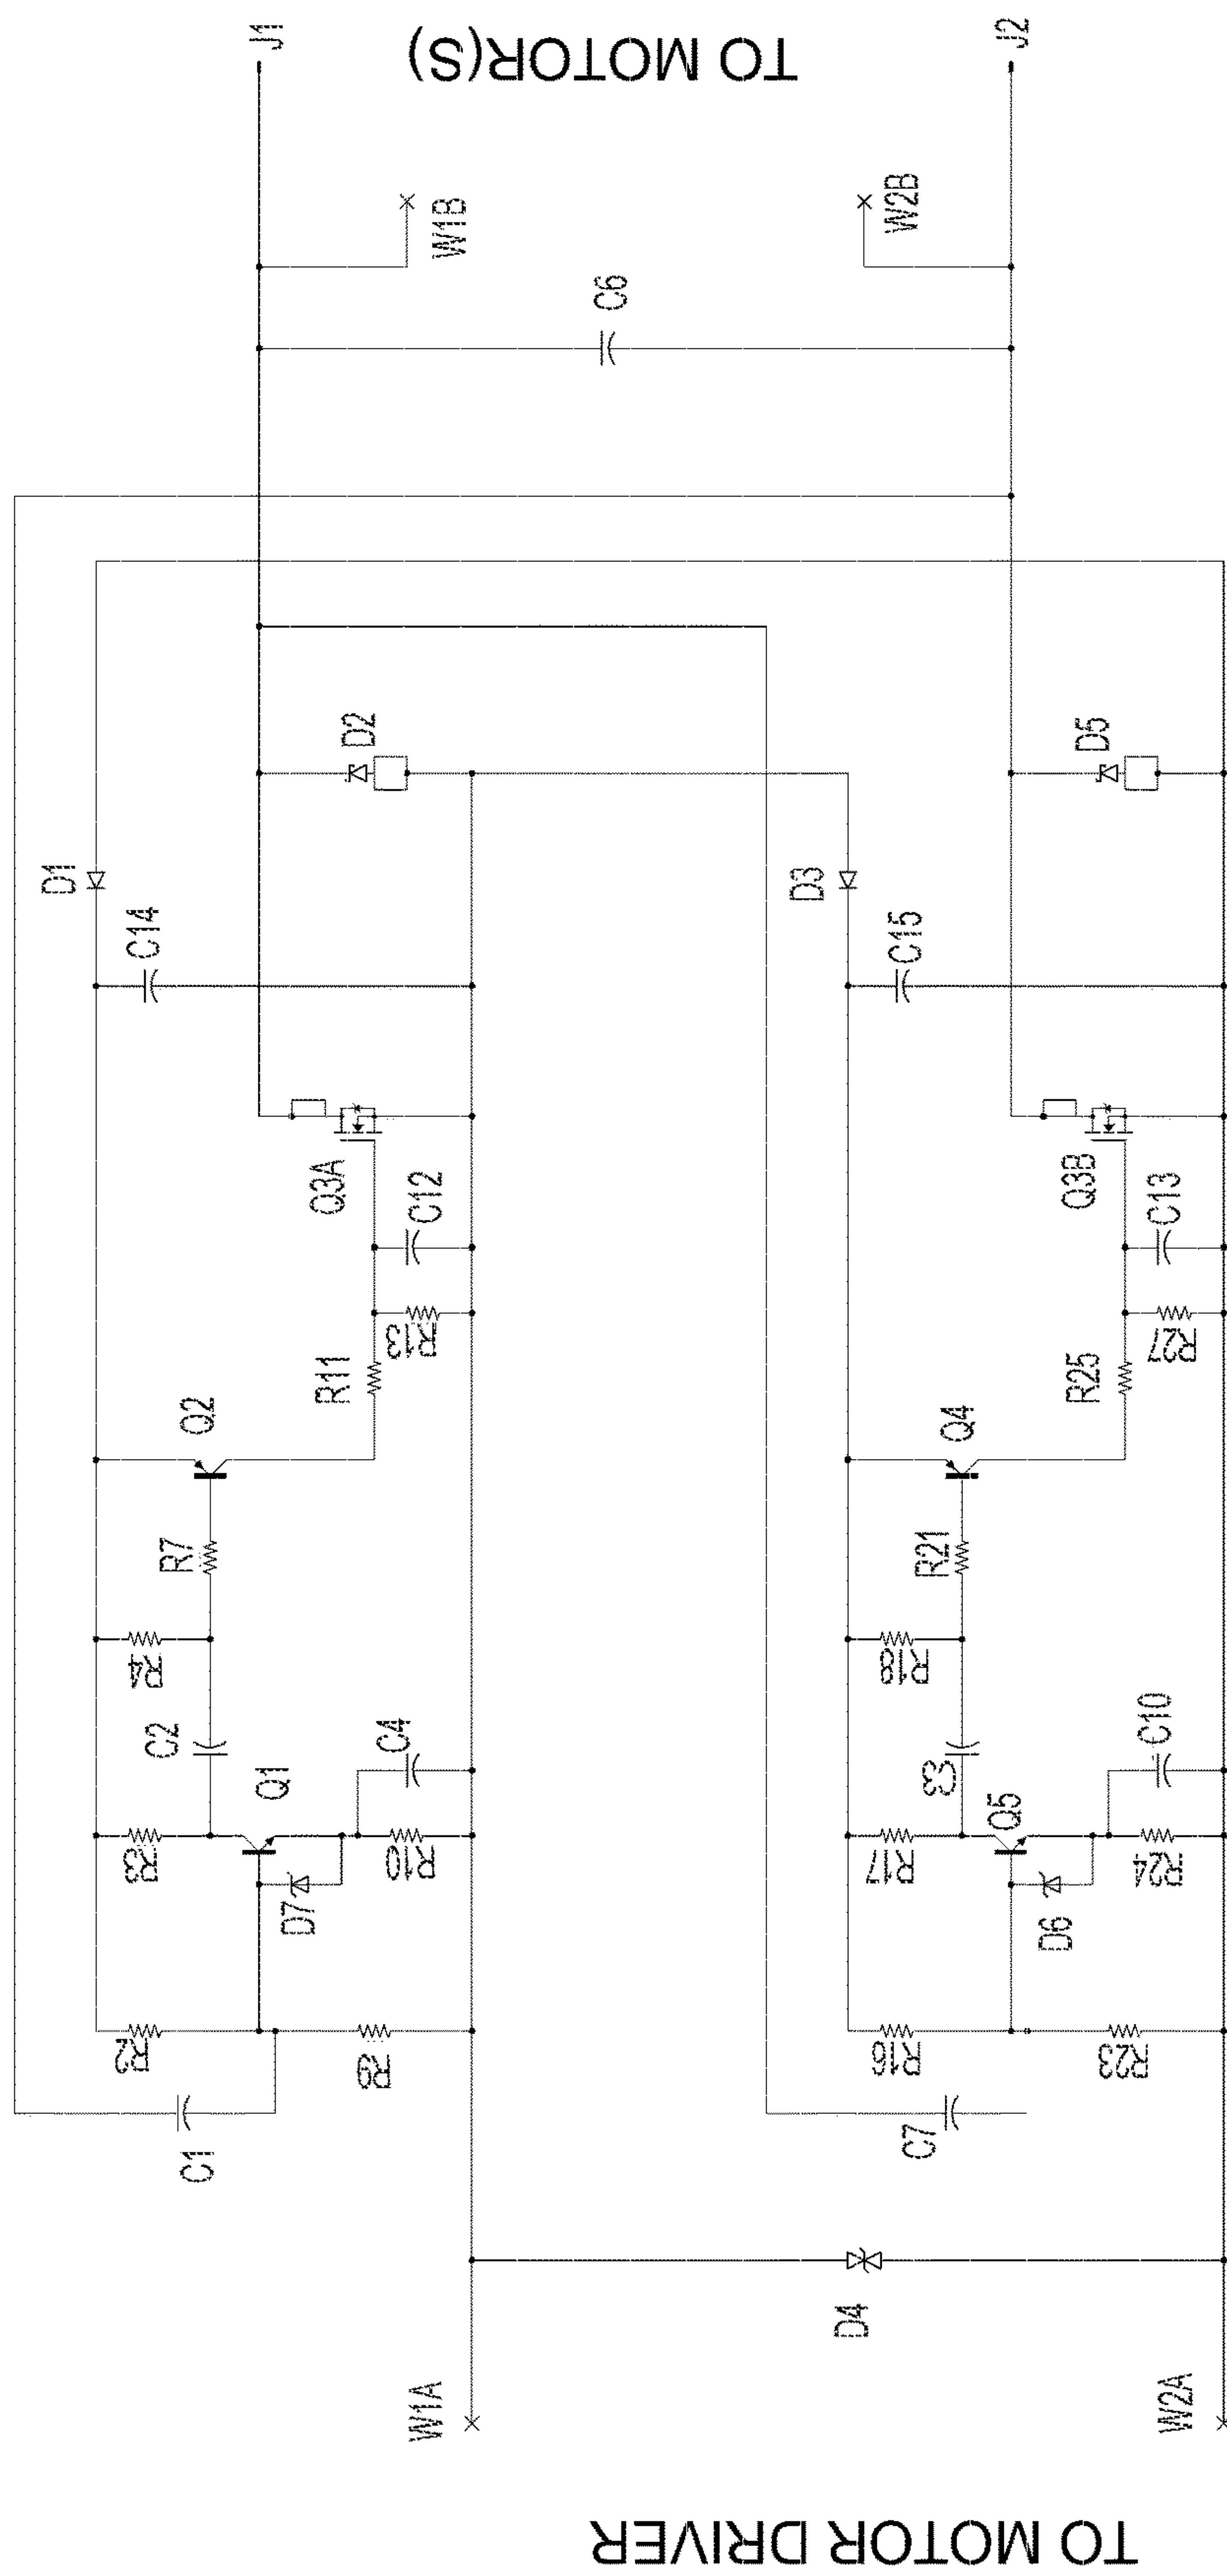 J1
TO MOTOR(S)
J2
W1B
W2B
C6
D2
D5
D1
D3
C14
C15
Q3A
Q3B
C12
C13
R13
R27
R11
R25
Q2
Q4
R7
R21
R4
R18
C2
C4
C3
C10
Q1
Q5
R3
R10
R17
R24
D7
D6
R2
R9
R16
R23
C1
C7
D4
W1A
W2A
TO MOTOR DRIVER